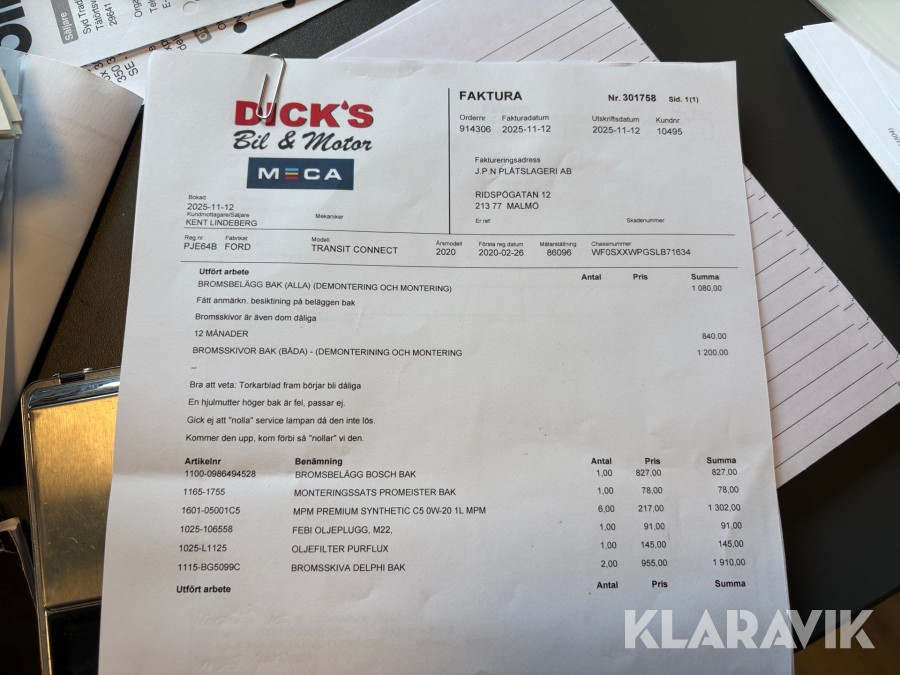 DICK'S
Bil & Motor
MECA
FAKTURA
Nr. 301758 Sid. 1(1)
Ordernr Fakturadatum Utskriftsdatum Kundnr
914306 2025-11-12 2025-11-12 10495
Faktureringsadress
J.P.N PLÅTSLAGERI AB
RIDSPÖGATAN 12
213 77 MALMÖ
Er ref. Skadenummer
Bokad:
2025-11-12
Kundmottagare/Säljare Mekaniker
KENT LINDEBERG
Reg.nr Fabrikat Modell Årsmodell Första reg datum Mätarställning Chassinummer
PJE64B FORD TRANSIT CONNECT 2020 2020-02-26 86096 WF0SXXWPGSLB71634
Utfört arbete Antal Pris Summa
BROMSBELÄGG BAK (ALLA) (DEMONTERING OCH MONTERING) 1 080,00
Fått anmärkn. besiktining på beläggen bak
Bromsskivor är även dom dåliga
12 MÅNADER 840,00
BROMSSKIVOR BAK (BÅDA) - (DEMONTERINING OCH MONTERING 1 200,00
--
Bra att veta: Torkarblad fram börjar bli dåliga
En hjulmutter höger bak är fel, passar ej.
Gick ej att "nolla" service lampan då den inte lös.
Kommer den upp, kom förbi så "nollar" vi den.
Artikelnr Benämning Antal Pris Summa
1100-0986494528 BROMSBELÄGG BOSCH BAK 1,00 827,00 827,00
1165-1755 MONTERINGSSATS PROMEISTER BAK 1,00 78,00 78,00
1601-05001C5 MPM PREMIUM SYNTHETIC C5 0W-20 1L MPM 6,00 217,00 1 302,00
1025-106558 FEBI OLJEPLUGG, M22, 1,00 91,00 91,00
1025-L1125 OLJEFILTER PURFLUX 1,00 145,00 145,00
1115-BG5099C BROMSSKIVA DELPHI BAK 2,00 955,00 1 910,00
Utfört arbete Antal Pris Summa
KLARAVIK